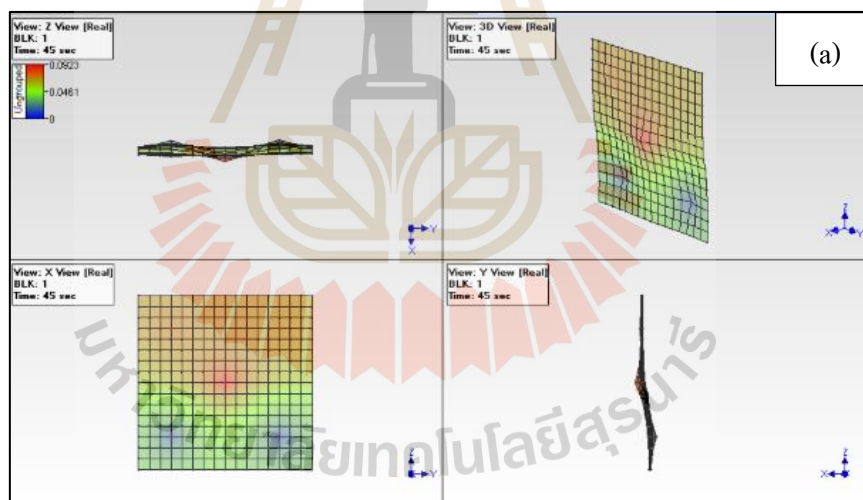 View: Z View [Real]
BLK: 1
Time: 45 sec
Ungrouped
0.0923
0.0461
0
Y
X
View: 3D View [Real]
BLK: 1
Time: 45 sec
(a)
Z
X
Y
View: X View [Real]
BLK: 1
Time: 45 sec
Z
Y
View: Y View [Real]
BLK: 1
Time: 45 sec
Z
X
มหาวิทยาลัยเทคโนโลยีสุรนารี